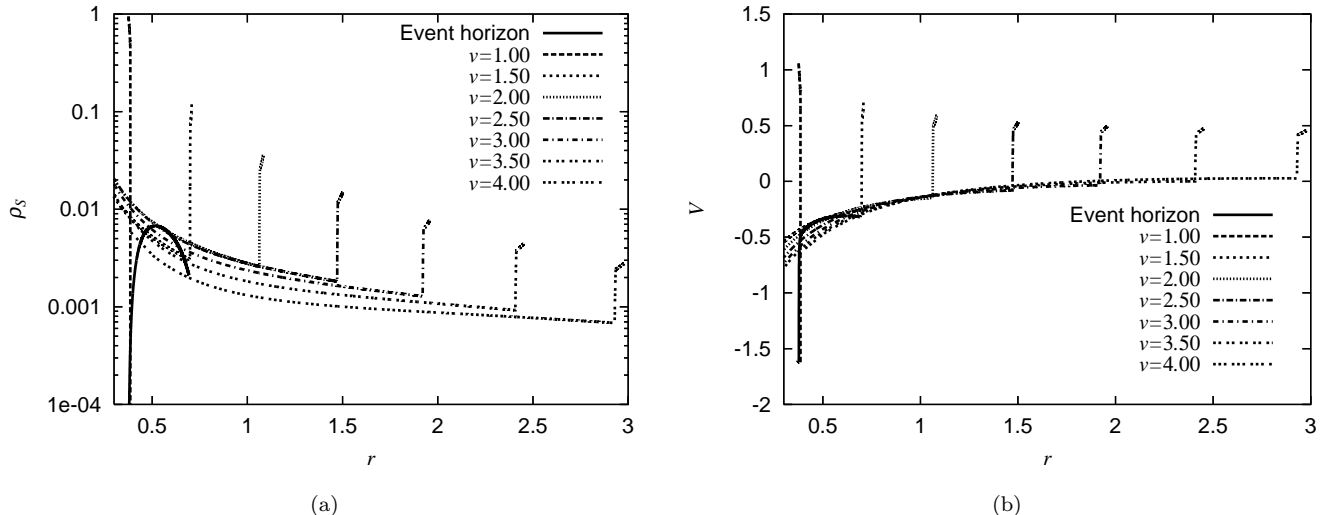 1
0.1
0.01
0.001
1e-04
ρS
Event horizon
v=1.00
v=1.50
v=2.00
v=2.50
v=3.00
v=3.50
v=4.00
0.5 1 1.5 2 2.5 3
r
(a)
1.5
1
0.5
0
-0.5
-1
-1.5
-2
V
Event horizon
v=1.00
v=1.50
v=2.00
v=2.50
v=3.00
v=3.50
v=4.00
0.5 1 1.5 2 2.5 3
r
(b)